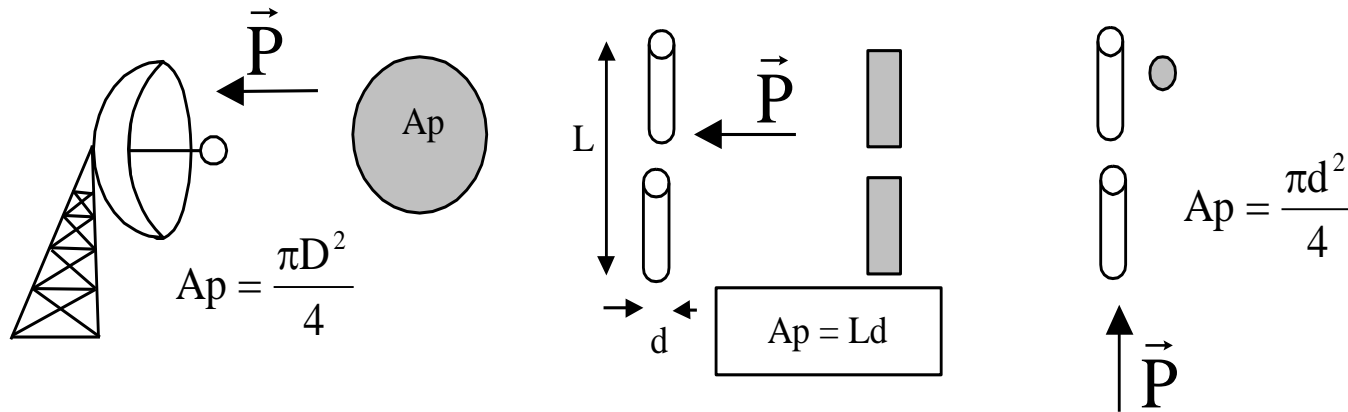 P⃗
Ap
Ap = πD²/4
L
P⃗
d
Ap = Ld
Ap = πd²/4
P⃗